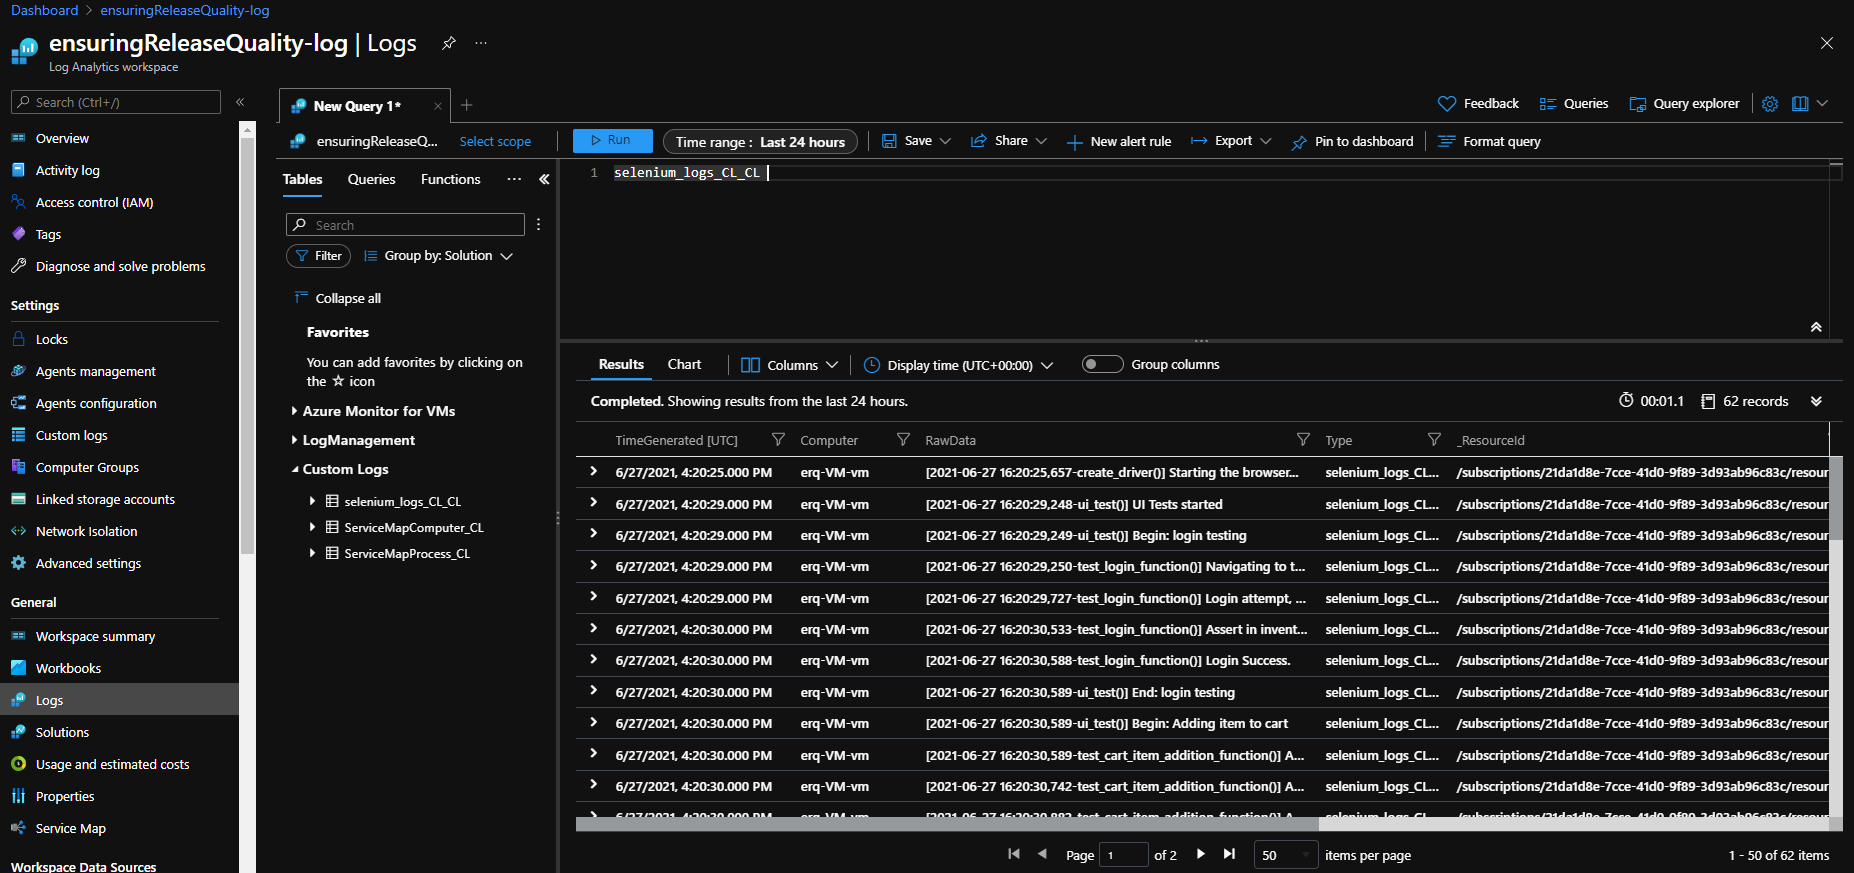 Dashboard > ensuringReleaseQuality-log
ensuringReleaseQuality-log | Logs
Log Analytics workspace
Search (Ctrl+/)
Overview
Activity log
Access control (IAM)
Tags
Diagnose and solve problems
Settings
Locks
Agents management
Agents configuration
Custom logs
Computer Groups
Linked storage accounts
Network Isolation
Advanced settings
General
Workspace summary
Workbooks
Logs
Solutions
Usage and estimated costs
Properties
Service Map
Workspace Data Sources
New Query 1*
Feedback Queries Query explorer
ensuringReleaseQ... Select scope Run Time range : Last 24 hours Save Share New alert rule Export Pin to dashboard Format query
Tables Queries Functions ...
Search
Filter Group by: Solution
Collapse all
Favorites
You can add favorites by clicking on
the ☆ icon
Azure Monitor for VMs
LogManagement
Custom Logs
selenium_logs_CL_CL
ServiceMapComputer_CL
ServiceMapProcess_CL
1 selenium_logs_CL_CL
Results Chart Columns Display time (UTC+00:00) Group columns
Completed. Showing results from the last 24 hours. 00:01.1 62 records
TimeGenerated [UTC] Computer RawData Type _ResourceId
6/27/2021, 4:20:25.000 PM erq-VM-vm [2021-06-27 16:20:25,657-create_driver()] Starting the browser... selenium_logs_CL... /subscriptions/21da1d8e-7cce-41d0-9f89-3d93ab96c83c/resour
6/27/2021, 4:20:29.000 PM erq-VM-vm [2021-06-27 16:20:29,248-ui_test()] UI Tests started selenium_logs_CL... /subscriptions/21da1d8e-7cce-41d0-9f89-3d93ab96c83c/resour
6/27/2021, 4:20:29.000 PM erq-VM-vm [2021-06-27 16:20:29,249-ui_test()] Begin: login testing selenium_logs_CL... /subscriptions/21da1d8e-7cce-41d0-9f89-3d93ab96c83c/resour
6/27/2021, 4:20:29.000 PM erq-VM-vm [2021-06-27 16:20:29,250-test_login_function()] Navigating to t... selenium_logs_CL... /subscriptions/21da1d8e-7cce-41d0-9f89-3d93ab96c83c/resour
6/27/2021, 4:20:29.000 PM erq-VM-vm [2021-06-27 16:20:29,727-test_login_function()] Login attempt, ... selenium_logs_CL... /subscriptions/21da1d8e-7cce-41d0-9f89-3d93ab96c83c/resour
6/27/2021, 4:20:30.000 PM erq-VM-vm [2021-06-27 16:20:30,533-test_login_function()] Assert in invent... selenium_logs_CL... /subscriptions/21da1d8e-7cce-41d0-9f89-3d93ab96c83c/resour
6/27/2021, 4:20:30.000 PM erq-VM-vm [2021-06-27 16:20:30,588-test_login_function()] Login Success. selenium_logs_CL... /subscriptions/21da1d8e-7cce-41d0-9f89-3d93ab96c83c/resour
6/27/2021, 4:20:30.000 PM erq-VM-vm [2021-06-27 16:20:30,589-ui_test()] End: login testing selenium_logs_CL... /subscriptions/21da1d8e-7cce-41d0-9f89-3d93ab96c83c/resour
6/27/2021, 4:20:30.000 PM erq-VM-vm [2021-06-27 16:20:30,589-ui_test()] Begin: Adding item to cart selenium_logs_CL... /subscriptions/21da1d8e-7cce-41d0-9f89-3d93ab96c83c/resour
6/27/2021, 4:20:30.000 PM erq-VM-vm [2021-06-27 16:20:30,589-test_cart_item_addition_function()] A... selenium_logs_CL... /subscriptions/21da1d8e-7cce-41d0-9f89-3d93ab96c83c/resour
6/27/2021, 4:20:30.000 PM erq-VM-vm [2021-06-27 16:20:30,742-test_cart_item_addition_function()] A... selenium_logs_CL... /subscriptions/21da1d8e-7cce-41d0-9f89-3d93ab96c83c/resour
Page 1 of 2 50 items per page 1 - 50 of 62 items